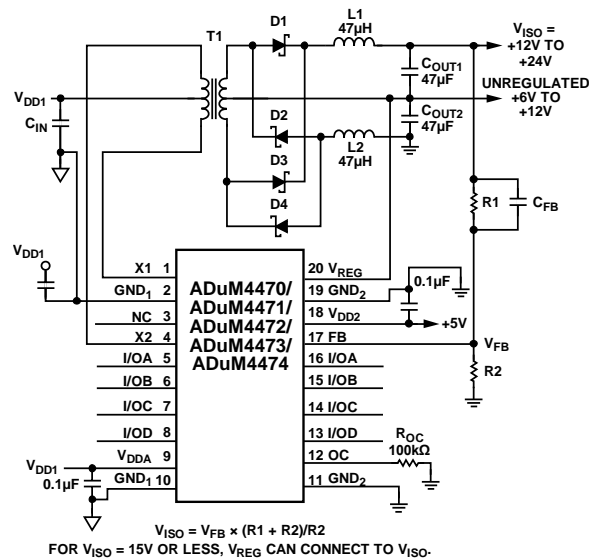 T1
D1
L1
47µH
V_ISO =
+12V TO
+24V
C_OUT1
47µF
UNREGULATED
+6V TO
+12V
V_DD1
C_IN
D2
C_OUT2
47µF
L2
47µH
D3
D4
R1
C_FB
V_DD1
X1 1
GND_1 2
NC 3
X2 4
I/OA 5
I/OB 6
I/OC 7
I/OD 8
V_DDA 9
GND_1 10
ADuM4470/
ADuM4471/
ADuM4472/
ADuM4473/
ADuM4474
20 V_REG
19 GND_2
18 V_DD2
17 FB
16 I/OA
15 I/OB
14 I/OC
13 I/OD
12 OC
11 GND_2
0.1µF
+5V
V_FB
R2
R_OC
100kΩ
V_DD1
0.1µF
V_ISO = V_FB × (R1 + R2)/R2
FOR V_ISO = 15V OR LESS, V_REG CAN CONNECT TO V_ISO.